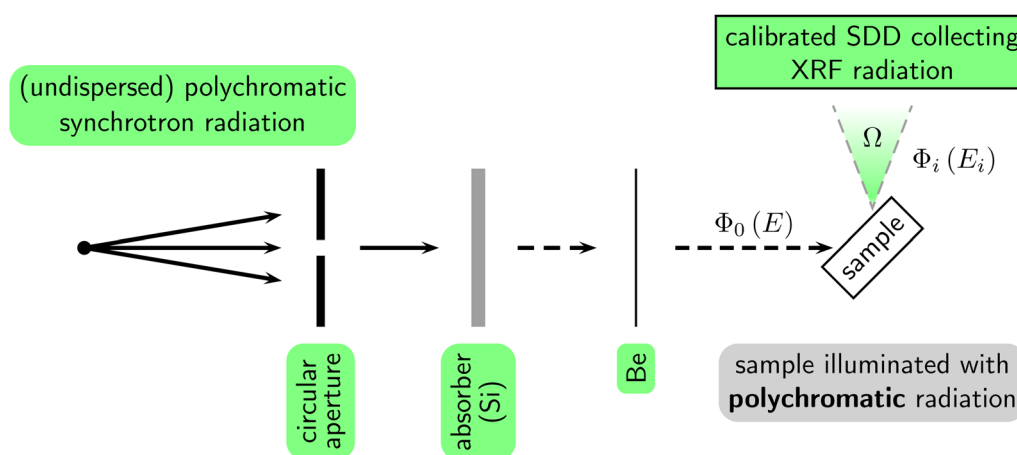 calibrated SDD collecting
XRF radiation
(undispersed) polychromatic
synchrotron radiation
Ω
Φi (Ei)
Φ0 (E)
sample
circular
aperture
absorber
(Si)
Be
sample illuminated with
polychromatic radiation